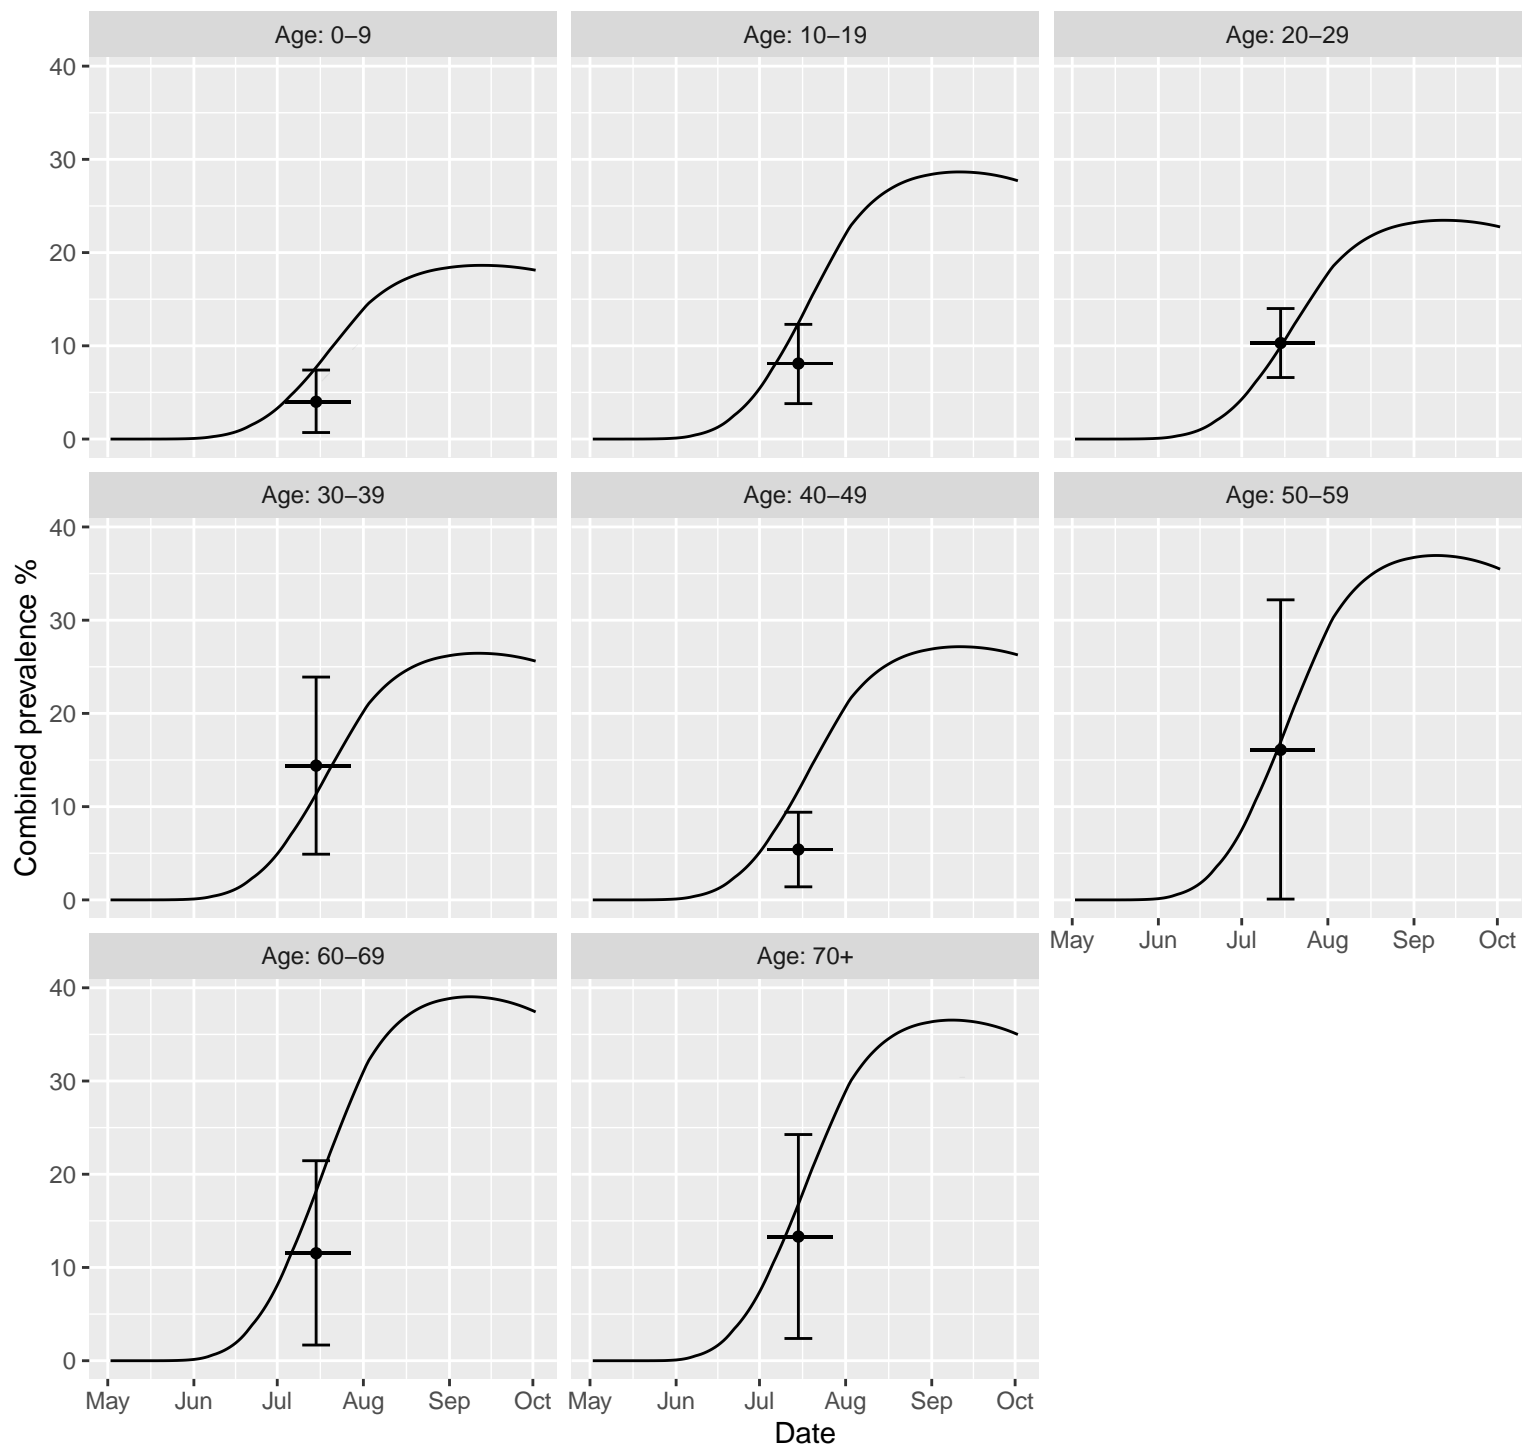 Age: 0–9
Age: 10–19
Age: 20–29
40
30
20
10
0
Age: 30–39
Age: 40–49
Age: 50–59
40
30
20
10
0
Combined prevalence %
May Jun Jul Aug Sep Oct
Age: 60–69
Age: 70+
40
30
20
10
0
May Jun Jul Aug Sep Oct
May Jun Jul Aug Sep Oct
Date